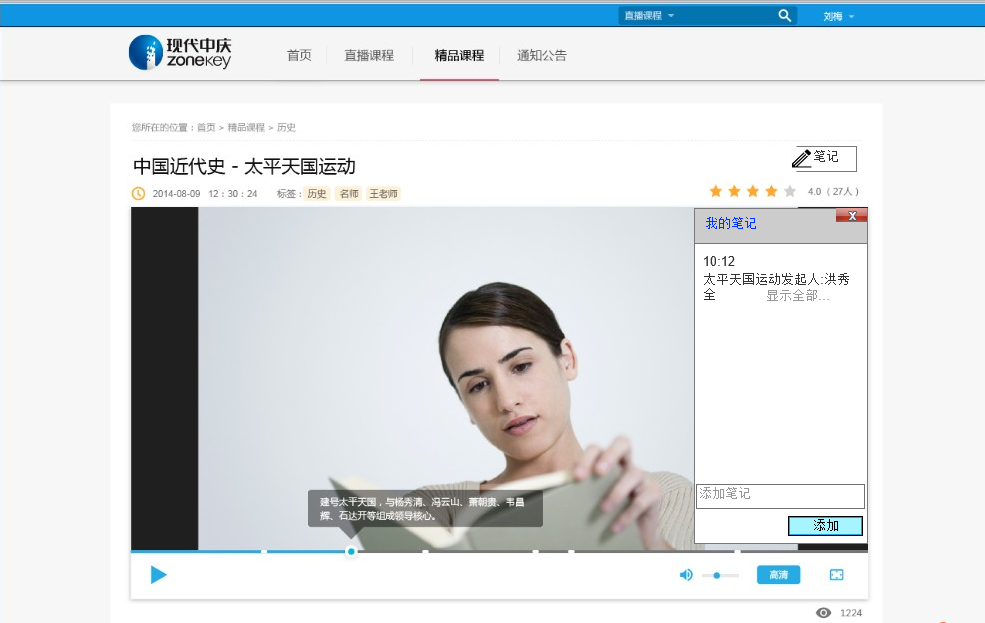 直播课程
刘梅
现代中庆
zonekey
首页 直播课程 精品课程 通知公告
您所在的位置：首页 > 精品课程 > 历史
中国近代史 - 太平天国运动
笔记
2014-08-09 12：30：24 标签：历史 名师 王老师
4.0（27人）
我的笔记
X
10:12
太平天国运动发起人:洪秀
全 显示全部...
建号太平天国，与杨秀清、冯云山、萧朝贵、韦昌
辉、石达开等组成领导核心。
添加笔记
添加
高清
1224